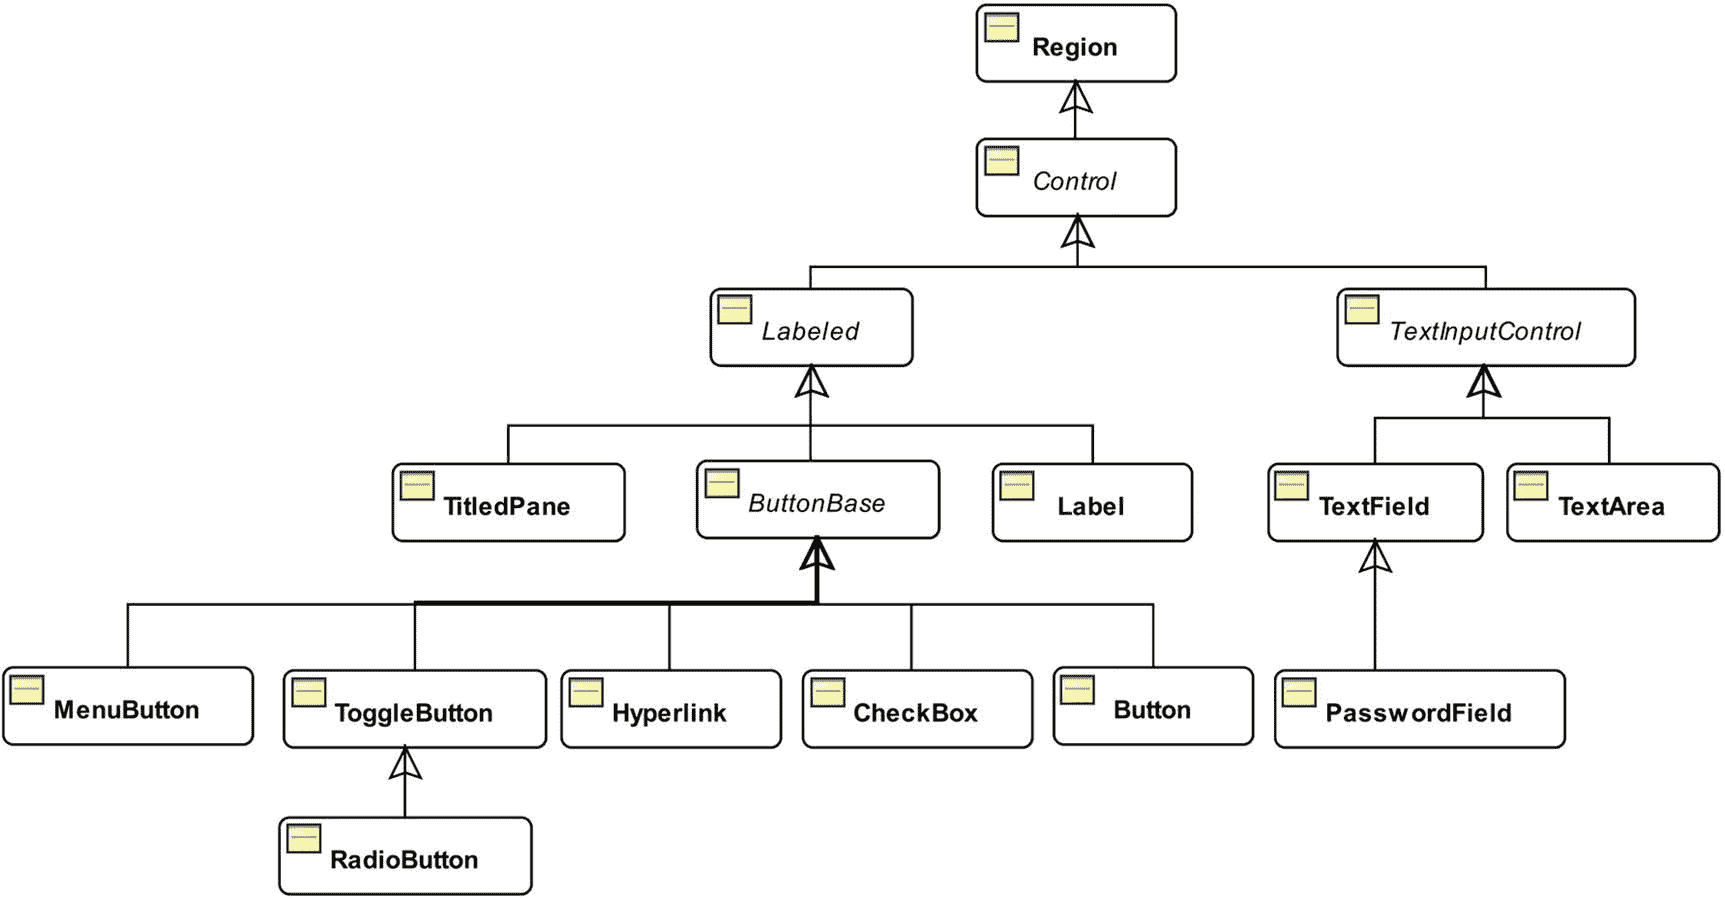 Region
Control
Labeled
TextInputControl
TitledPane
ButtonBase
Label
TextField
TextArea
MenuButton
ToggleButton
Hyperlink
CheckBox
Button
PasswordField
RadioButton